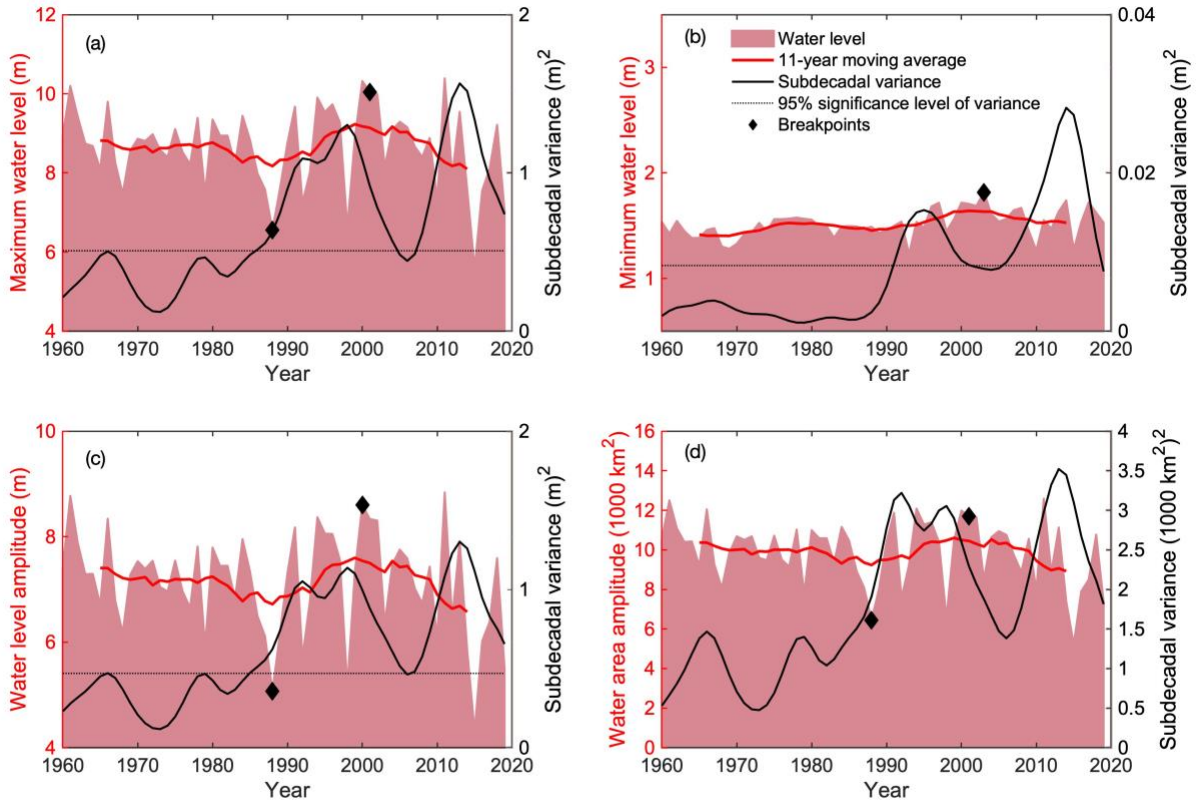 12
10
8
6
4
Maximum water level (m)
(a)
2
1
0
Subdecadal variance (m)2
1960 1970 1980 1990 2000 2010 2020
Year
3
2
1
Minimum water level (m)
(b)
Water level
11-year moving average
Subdecadal variance
95% significance level of variance
Breakpoints
0.04
0.02
0
Subdecadal variance (m)2
1960 1970 1980 1990 2000 2010 2020
Year
10
8
6
4
Water level amplitude (m)
(c)
2
1
0
Subdecadal variance (m)2
1960 1970 1980 1990 2000 2010 2020
Year
16
14
12
10
8
6
4
2
0
Water area amplitude (1000 km2)
(d)
4
3.5
3
2.5
2
1.5
1
0.5
0
Subdecadal variance (1000 km2)2
1960 1970 1980 1990 2000 2010 2020
Year